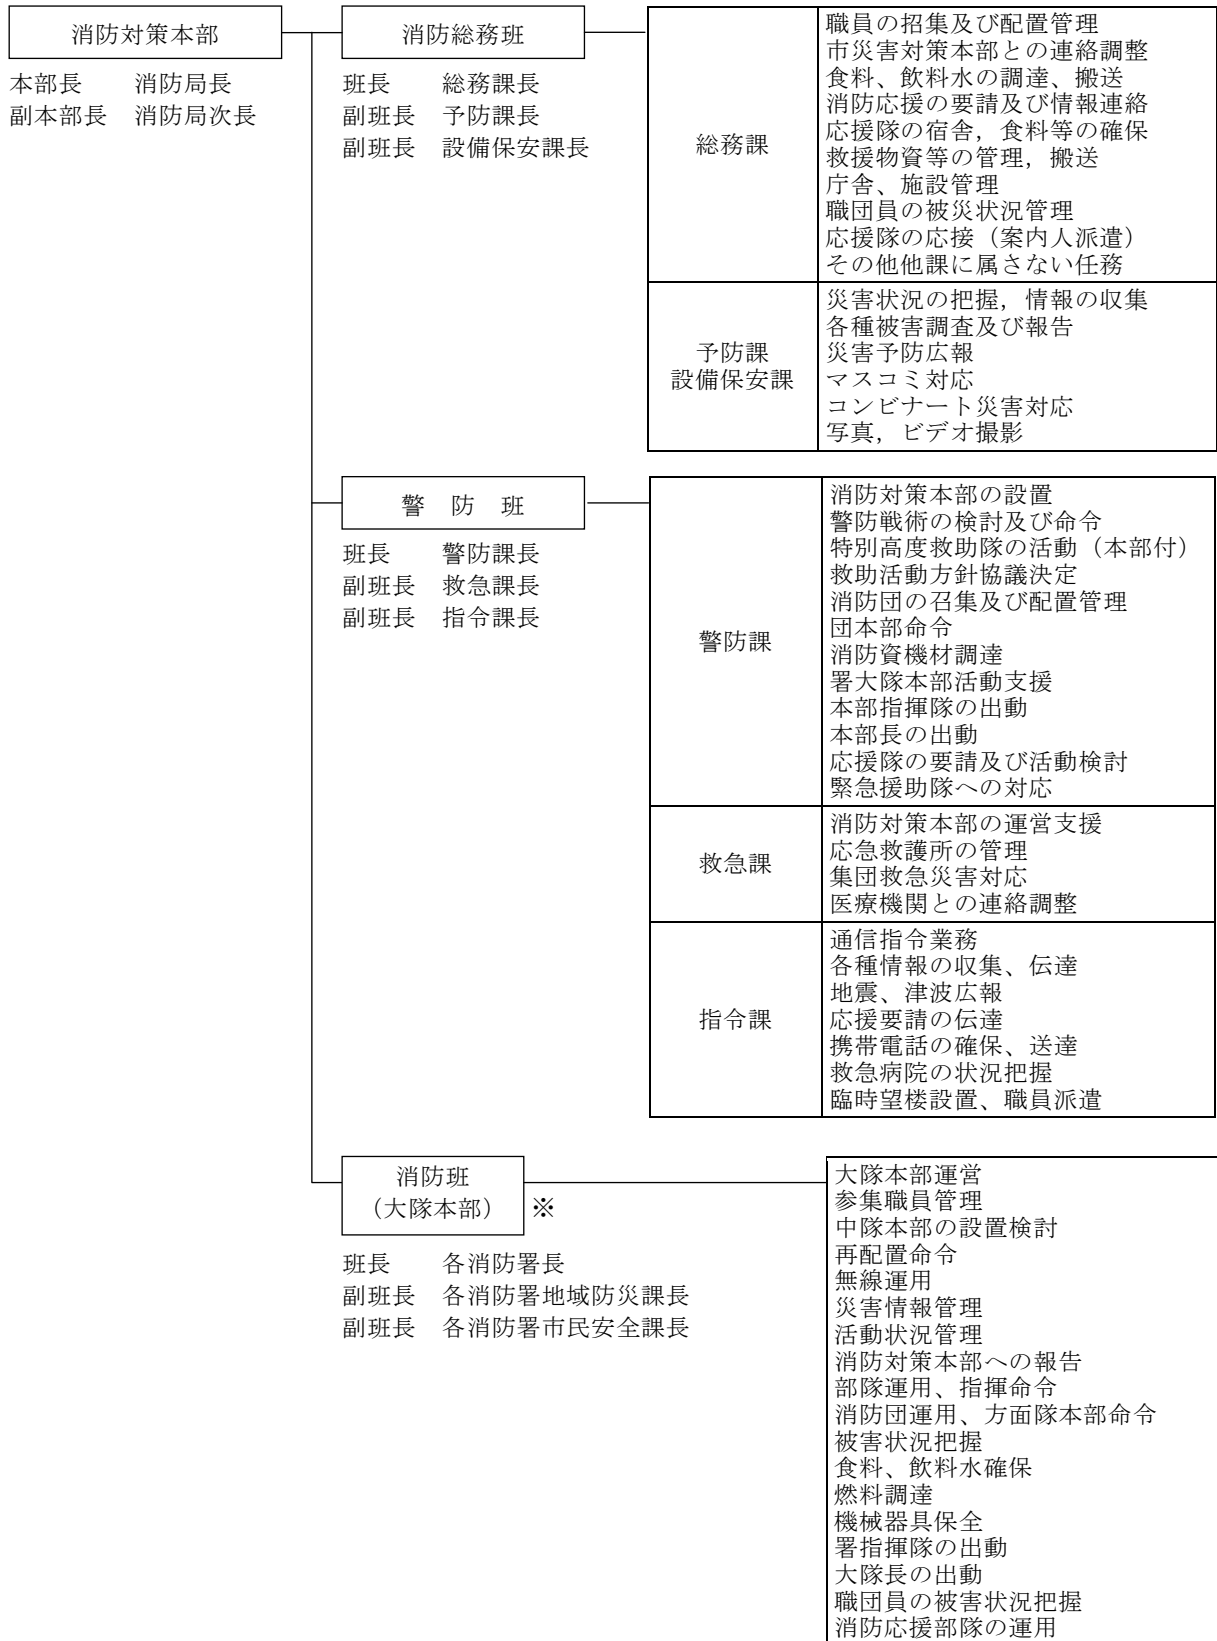 消防対策本部
本部長 消防局長
副本部長 消防局次長
消防総務班
班長 総務課長
副班長 予防課長
副班長 設備保安課長
総務課
職員の招集及び配置管理
市災害対策本部との連絡調整
食料、飲料水の調達、搬送
消防応援の要請及び情報連絡
応援隊の宿舎，食料等の確保
救援物資等の管理，搬送
庁舎、施設管理
職団員の被災状況管理
応援隊の応接（案内人派遣）
その他他課に属さない任務
予防課
設備保安課
災害状況の把握，情報の収集
各種被害調査及び報告
災害予防広報
マスコミ対応
コンビナート災害対応
写真，ビデオ撮影
警 防 班
班長 警防課長
副班長 救急課長
副班長 指令課長
警防課
消防対策本部の設置
警防戦術の検討及び命令
特別高度救助隊の活動（本部付）
救助活動方針協議決定
消防団の召集及び配置管理
団本部命令
消防資機材調達
署大隊本部活動支援
本部指揮隊の出動
本部長の出動
応援隊の要請及び活動検討
緊急援助隊への対応
救急課
消防対策本部の運営支援
応急救護所の管理
集団救急災害対応
医療機関との連絡調整
指令課
通信指令業務
各種情報の収集、伝達
地震、津波広報
応援要請の伝達
携帯電話の確保、送達
救急病院の状況把握
臨時望楼設置、職員派遣
消防班
（大隊本部） ※
班長 各消防署長
副班長 各消防署地域防災課長
副班長 各消防署市民安全課長
大隊本部運営
参集職員管理
中隊本部の設置検討
再配置命令
無線運用
災害情報管理
活動状況管理
消防対策本部への報告
部隊運用、指揮命令
消防団運用、方面隊本部命令
被害状況把握
食料、飲料水確保
燃料調達
機械器具保全
署指揮隊の出動
大隊長の出動
職団員の被害状況把握
消防応援部隊の運用